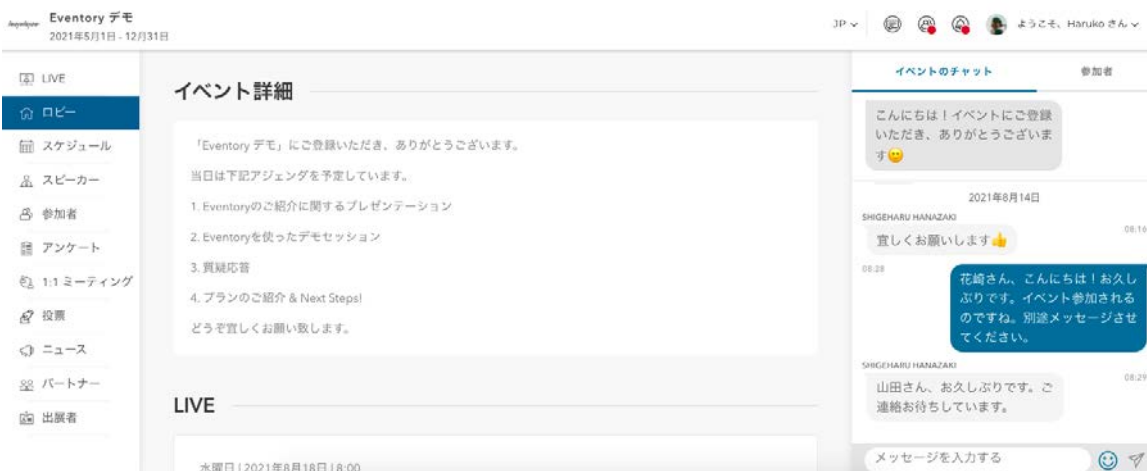 Eventory デモ
2021年5月1日 - 12月31日
JP
ようこそ、Haruko さん
LIVE
ロビー
スケジュール
スピーカー
参加者
アンケート
1:1 ミーティング
投票
ニュース
パートナー
出展者
イベント詳細
「Eventory デモ」にご登録いただき、ありがとうございます。
当日は下記アジェンダを予定しています。
1. Eventoryのご紹介に関するプレゼンテーション
2. Eventoryを使ったデモセッション
3. 質疑応答
4. プランのご紹介 & Next Steps!
どうぞ宜しくお願い致します。
LIVE
水曜日 | 2021年8月18日 | 8:00
イベントのチャット
参加者
こんにちは！イベントにご登録
いただき、ありがとうございま
す
2021年8月14日
SHIGEHARU HANAZAKI
08:16
宜しくお願いします
08:28
花崎さん、こんにちは！お久し
ぶりです。イベント参加される
のですね。別途メッセージさせ
てください。
SHIGEHARU HANAZAKI
08:29
山田さん、お久しぶりです。ご
連絡お待ちしています。
メッセージを入力する